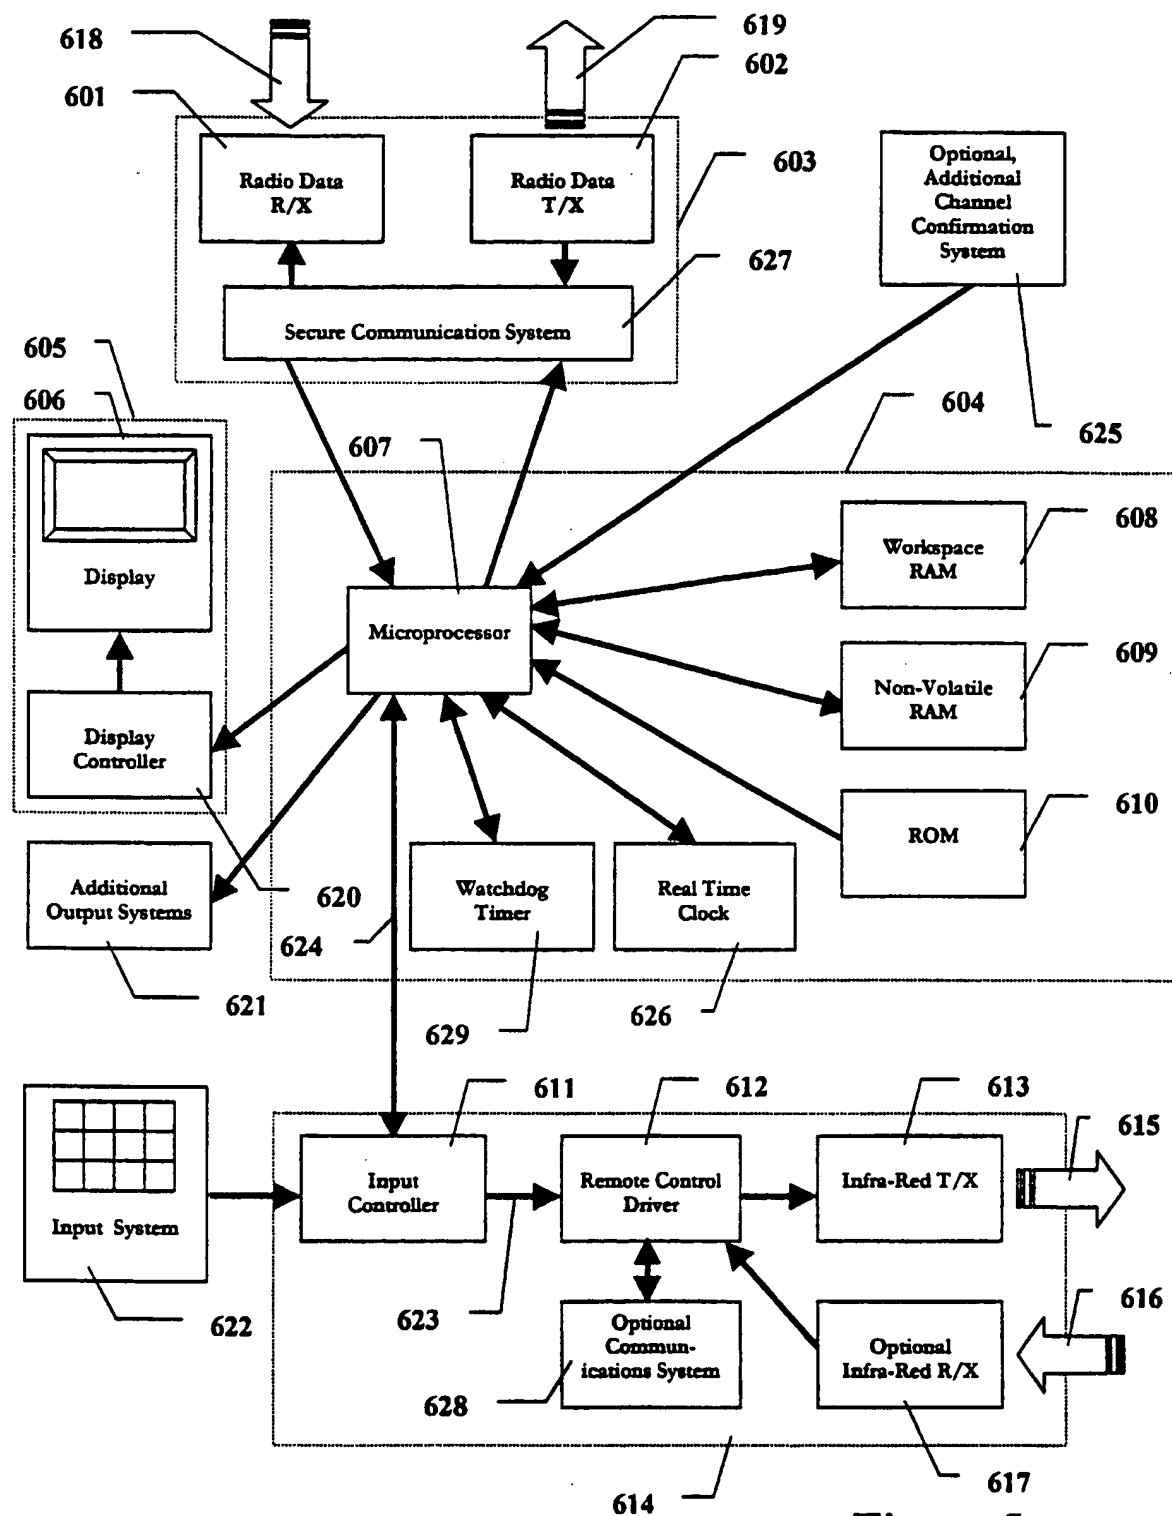 618
619
602
601
Radio Data
R/X
Radio Data
T/X
603
Optional,
Additional
Channel
Confirmation
System
627
Secure Communication System
605
606
604
625
607
Display
608
Workspace
RAM
Microprocessor
609
Non-Volatile
RAM
Display
Controller
610
ROM
Additional
Output Systems
620
624
Watchdog
Timer
Real Time
Clock
621
629
626
611
612
613
615
Input System
Input
Controller
Remote Control
Driver
Infra-Red T/X
622
623
616
Optional
Commun-
ications System
Optional
Infra-Red R/X
628
614
617